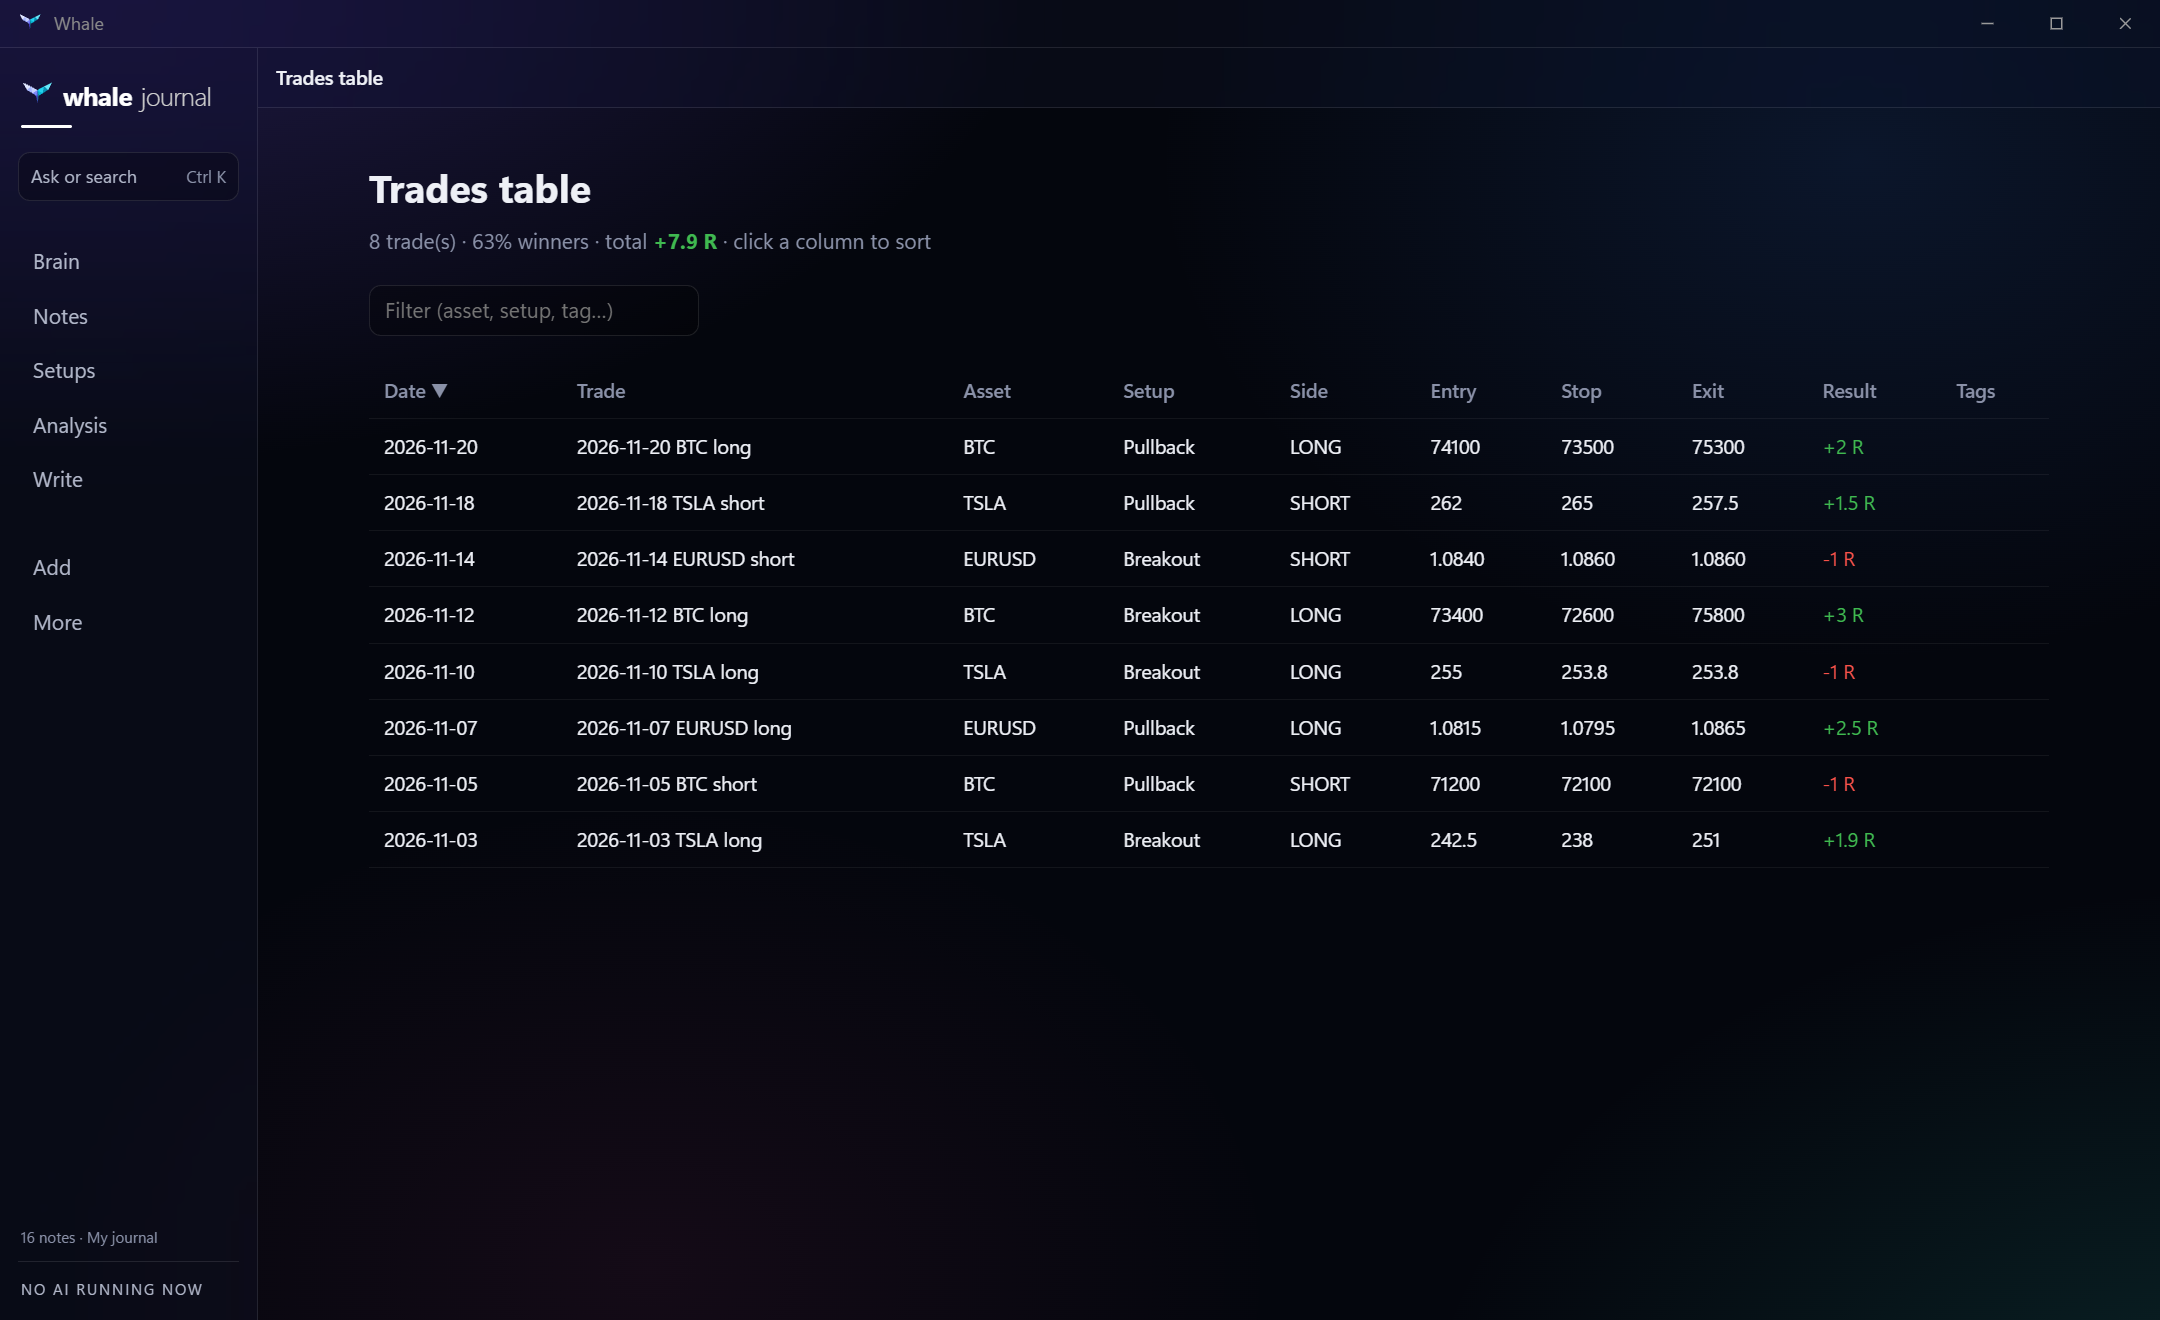 Whale
whale journal
Ask or search Ctrl K
Brain
Notes
Setups
Analysis
Write
Add
More
16 notes · My journal
NO AI RUNNING NOW
Trades table
Trades table
8 trade(s) · 63% winners · total +7.9 R · click a column to sort
Filter (asset, setup, tag...)
Date ▼ Trade Asset Setup Side Entry Stop Exit Result Tags
2026-11-20 2026-11-20 BTC long BTC Pullback LONG 74100 73500 75300 +2 R
2026-11-18 2026-11-18 TSLA short TSLA Pullback SHORT 262 265 257.5 +1.5 R
2026-11-14 2026-11-14 EURUSD short EURUSD Breakout SHORT 1.0840 1.0860 1.0860 -1 R
2026-11-12 2026-11-12 BTC long BTC Breakout LONG 73400 72600 75800 +3 R
2026-11-10 2026-11-10 TSLA long TSLA Breakout LONG 255 253.8 253.8 -1 R
2026-11-07 2026-11-07 EURUSD long EURUSD Pullback LONG 1.0815 1.0795 1.0865 +2.5 R
2026-11-05 2026-11-05 BTC short BTC Pullback SHORT 71200 72100 72100 -1 R
2026-11-03 2026-11-03 TSLA long TSLA Breakout LONG 242.5 238 251 +1.9 R